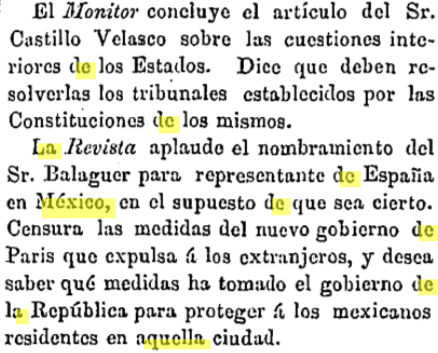 El Monitor concluye el artículo del Sr.
Castillo Velasco sobre las cuestiones inte-
riores de los Estados. Dice que deben re-
solverlas los tribunales establecidos por las
Constituciones de los mismos.
La Revista aplaude el nombramiento del
Sr. Balaguer para representante de España
en México, en el supuesto de que sea cierto.
Censura las medidas del nuevo gobierno de
Paris que expulsa á los extranjeros, y desea
saber qué medidas ha tomado el gobierno de
la República para proteger á los mexicanos
residentes en aquella ciudad.